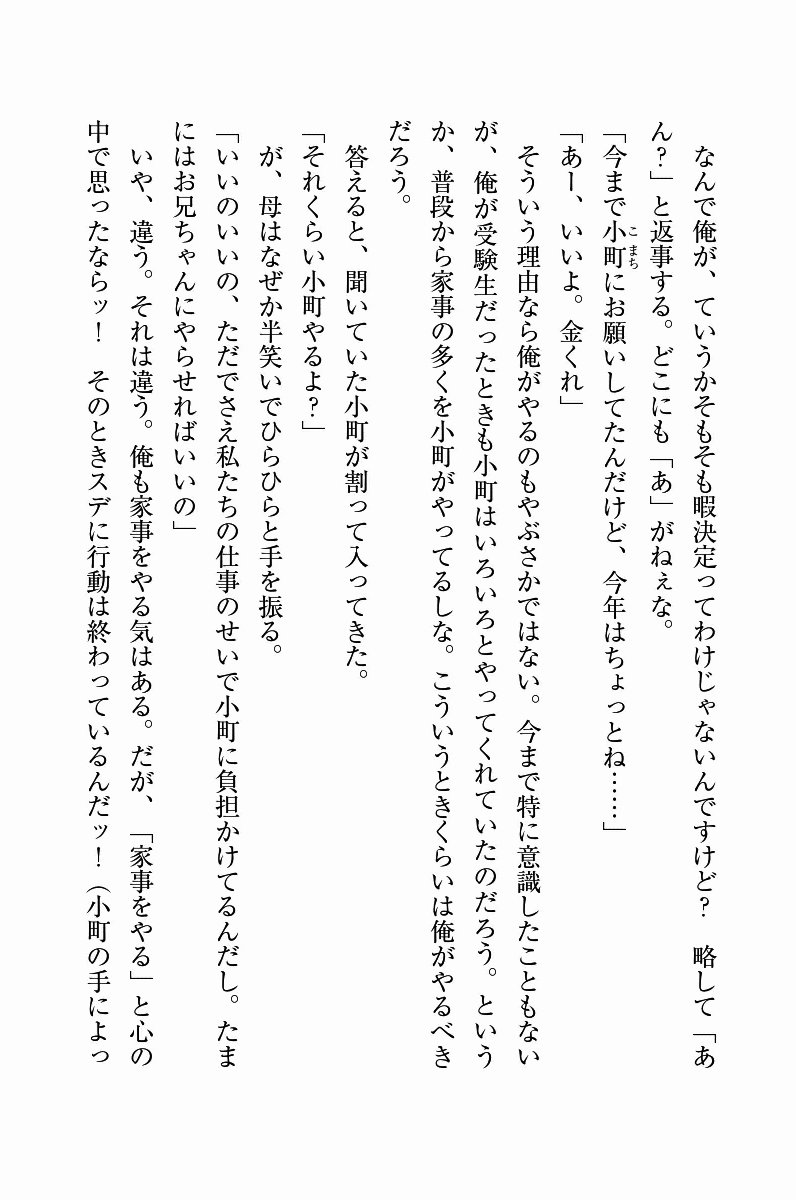 なんで俺が、ていうかそもそも暇決定ってわけじゃないんですけど？　略して「あ
ん？」と返事する。どこにも「あ」がねぇな。
「今まで小町にお願いしてたんだけど、今年はちょっとね……」
こまち
「あー、いいよ。金くれ」
　そういう理由なら俺がやるのもやぶさかではない。今まで特に意識したこともない
が、俺が受験生だったときも小町はいろいろとやってくれていたのだろう。という
か、普段から家事の多くを小町がやってるしな。こういうときくらいは俺がやるべき
だろう。
　答えると、聞いていた小町が割って入ってきた。
「それくらい小町やるよ？」
　が、母はなぜか半笑いでひらひらと手を振る。
「いいのいいの、ただでさえ私たちの仕事のせいで小町に負担かけてるんだし。たま
にはお兄ちゃんにやらせればいいの」
　いや、違う。それは違う。俺も家事をやる気はある。だが、「家事をやる」と心の
中で思ったならッ！　そのときスデに行動は終わっているんだッ！（小町の手によっ